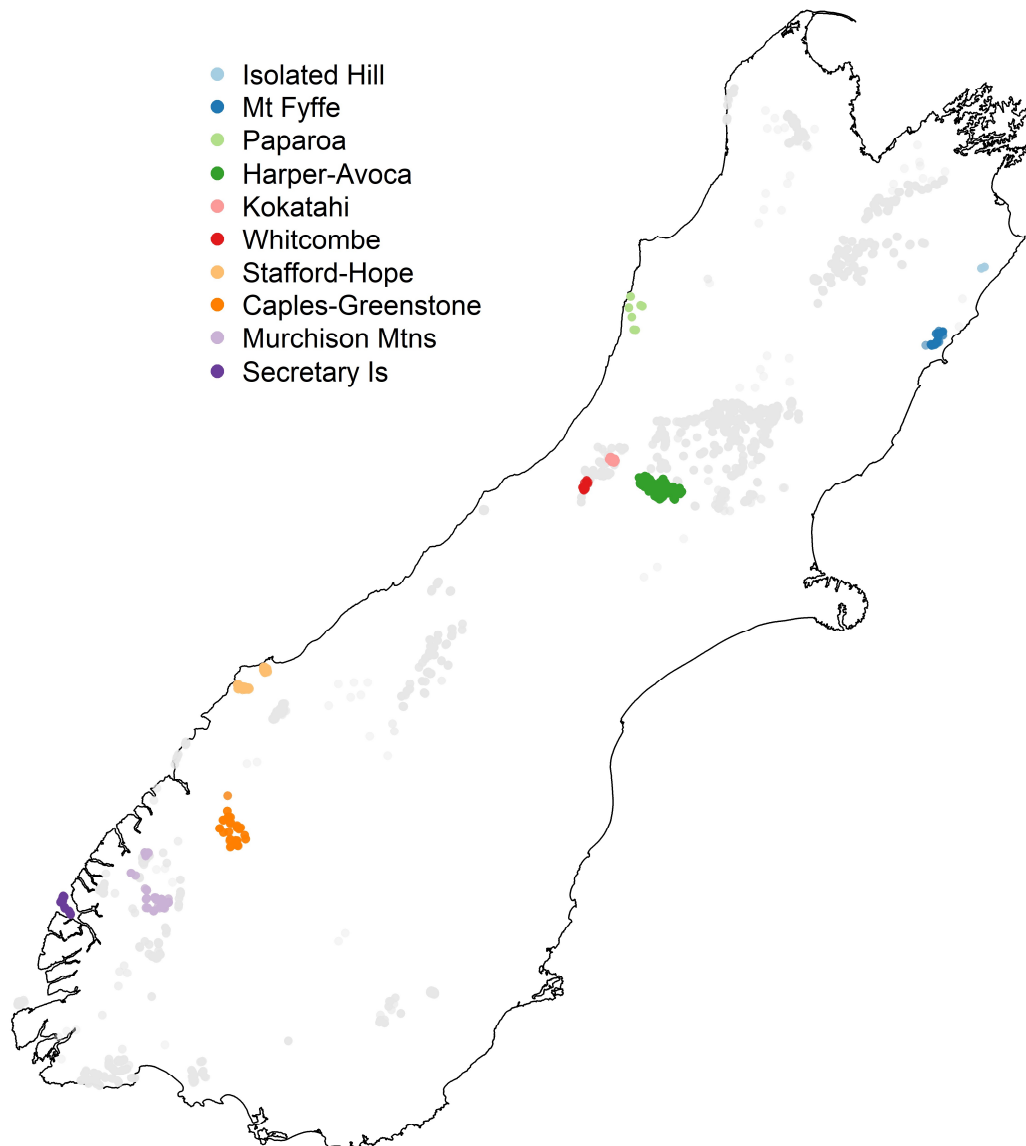 Isolated Hill
Mt Fyffe
Paparoa
Harper-Avoca
Kokatahi
Whitcombe
Stafford-Hope
Caples-Greenstone
Murchison Mtns
Secretary Is